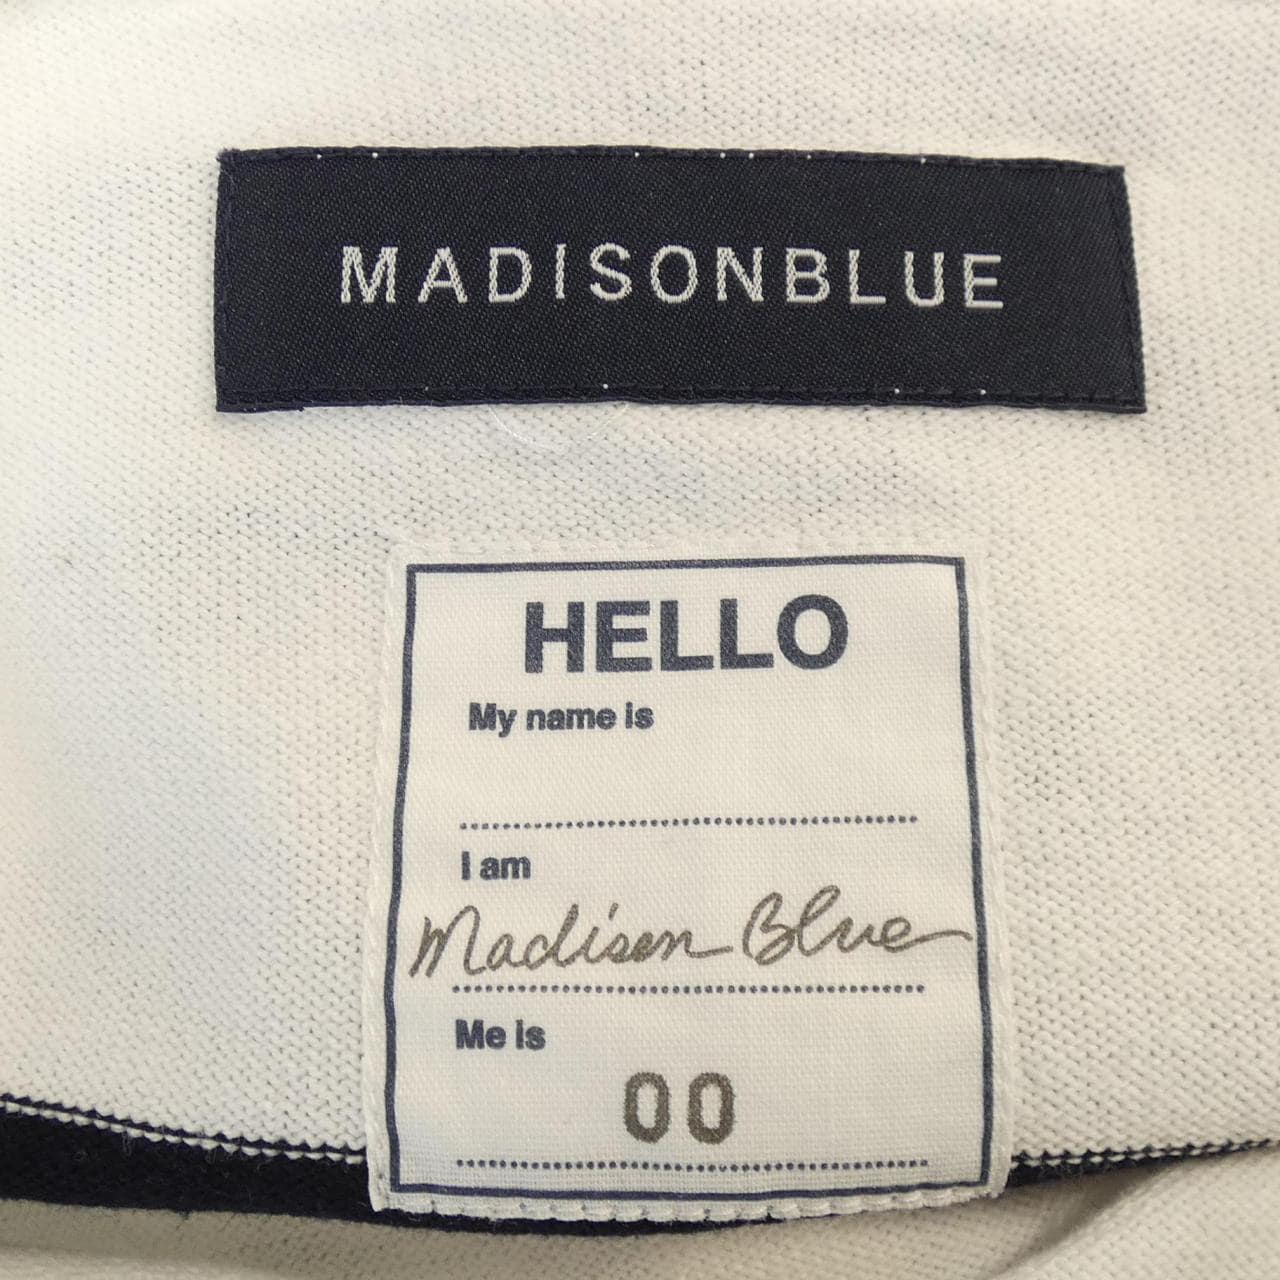 MADISONBLUE
HELLO
My name is
I am
Madison Blue
Me is
00